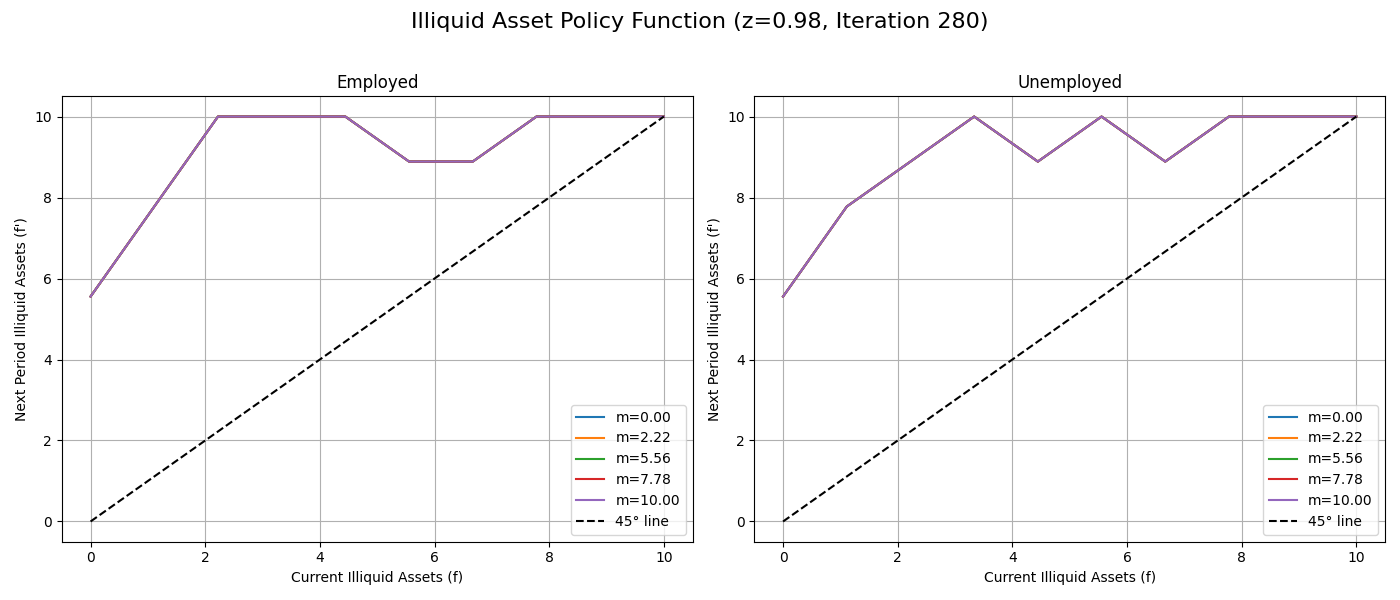 Illiquid Asset Policy Function (z=0.98, Iteration 280)
Employed
Next Period Illiquid Assets (f')
10
8
6
4
2
0
0 2 4 6 8 10
Current Illiquid Assets (f)
m=0.00
m=2.22
m=5.56
m=7.78
m=10.00
45° line
Unemployed
Next Period Illiquid Assets (f')
10
8
6
4
2
0
0 2 4 6 8 10
Current Illiquid Assets (f)
m=0.00
m=2.22
m=5.56
m=7.78
m=10.00
45° line